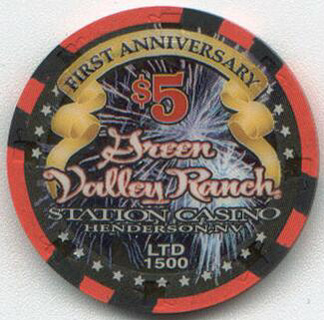 FIRST ANNIVERSARY
$5
Green
Valley Ranch
STATION CASINO
HENDERSON, NV
LTD
1500